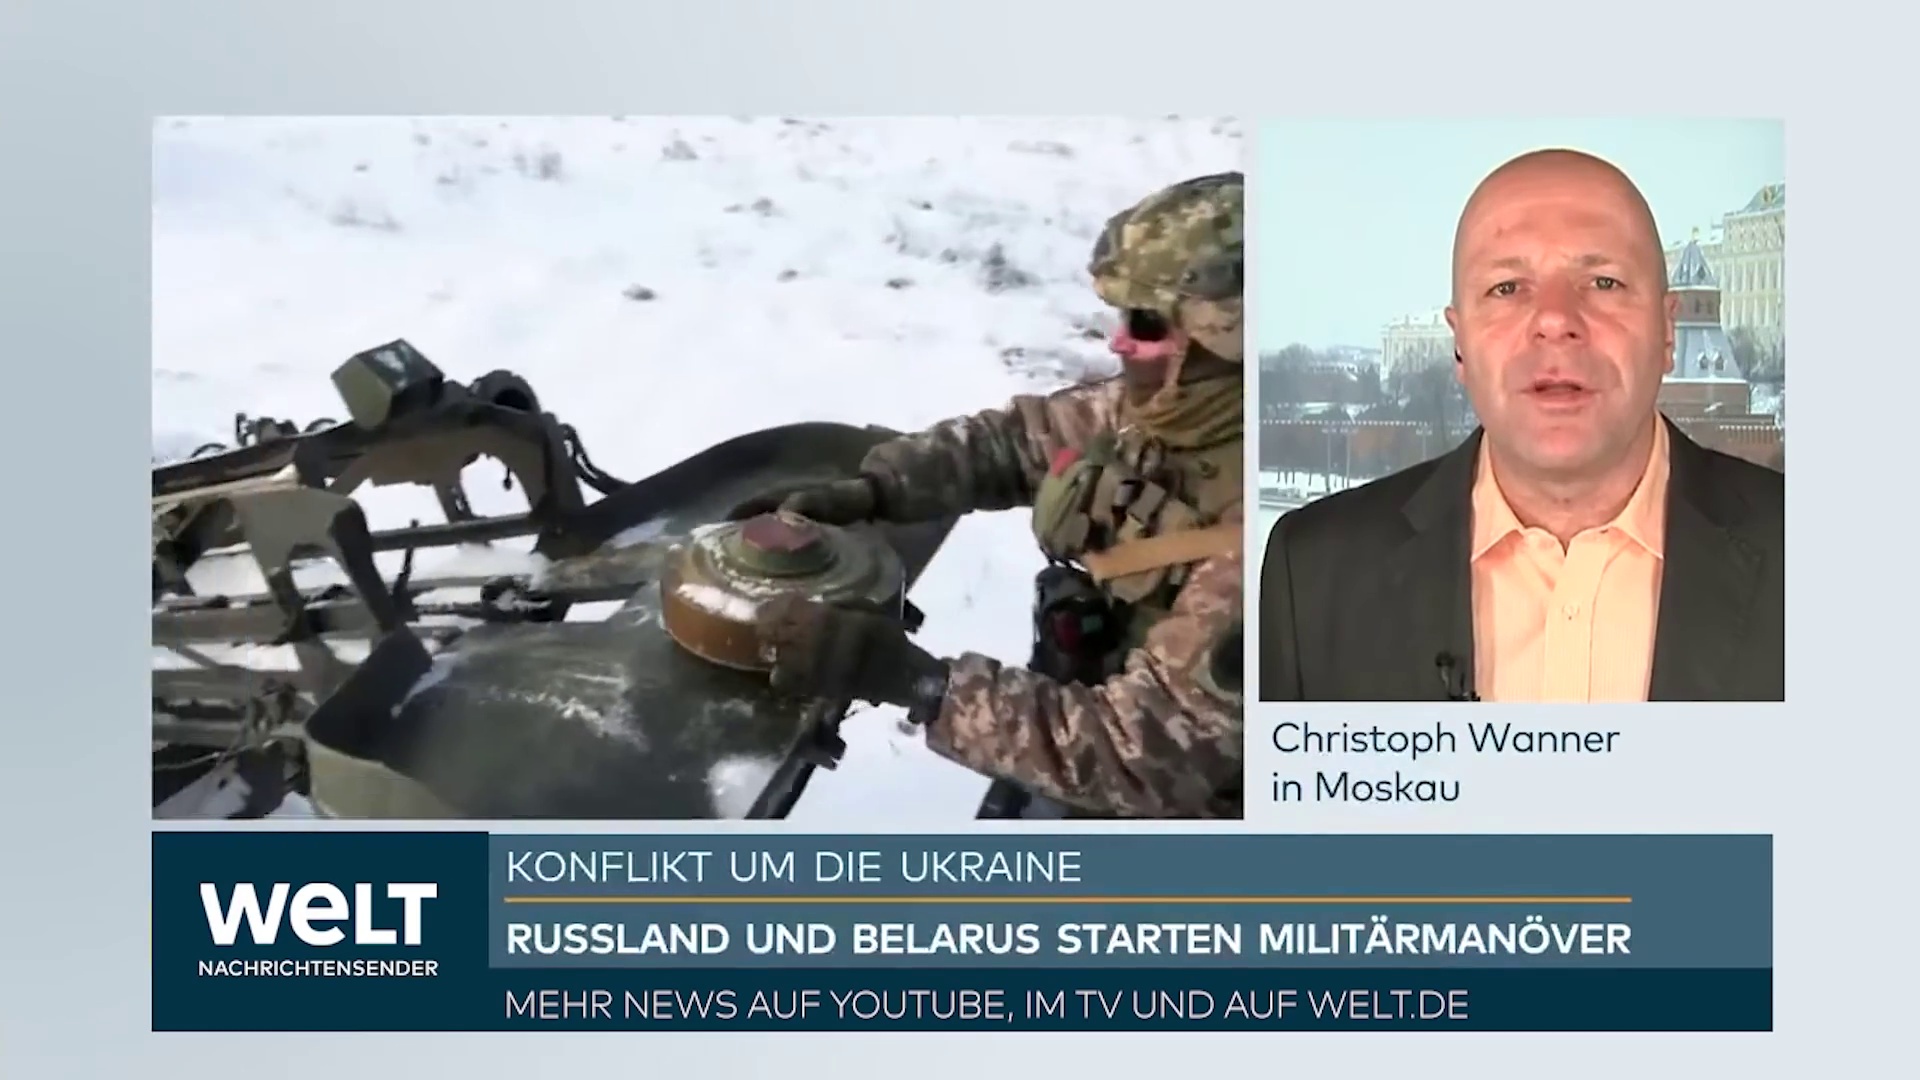 Christoph Wanner
in Moskau
KONFLIKT UM DIE UKRAINE
RUSSLAND UND BELARUS STARTEN MILITÄRMANÖVER
MEHR NEWS AUF YOUTUBE, IM TV UND AUF WELT.DE
WELT
NACHRICHTENSENDER